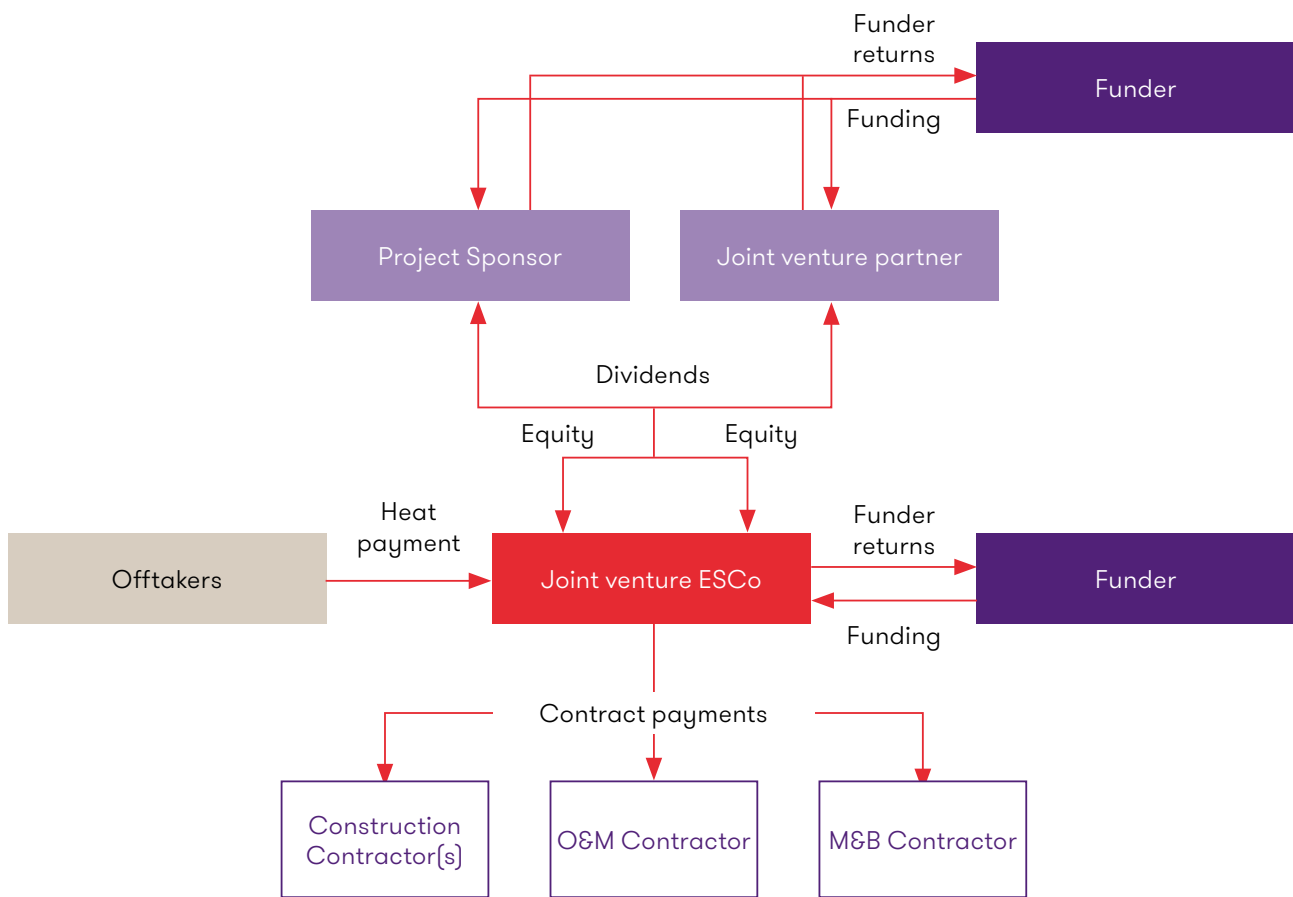 Funder
returns
Funder
Funding
Project Sponsor
Joint venture partner
Dividends
Equity
Equity
Heat
payment
Funder
returns
Offtakers
Joint venture ESCo
Funder
Funding
Contract payments
Construction
Contractor(s)
O&M Contractor
M&B Contractor